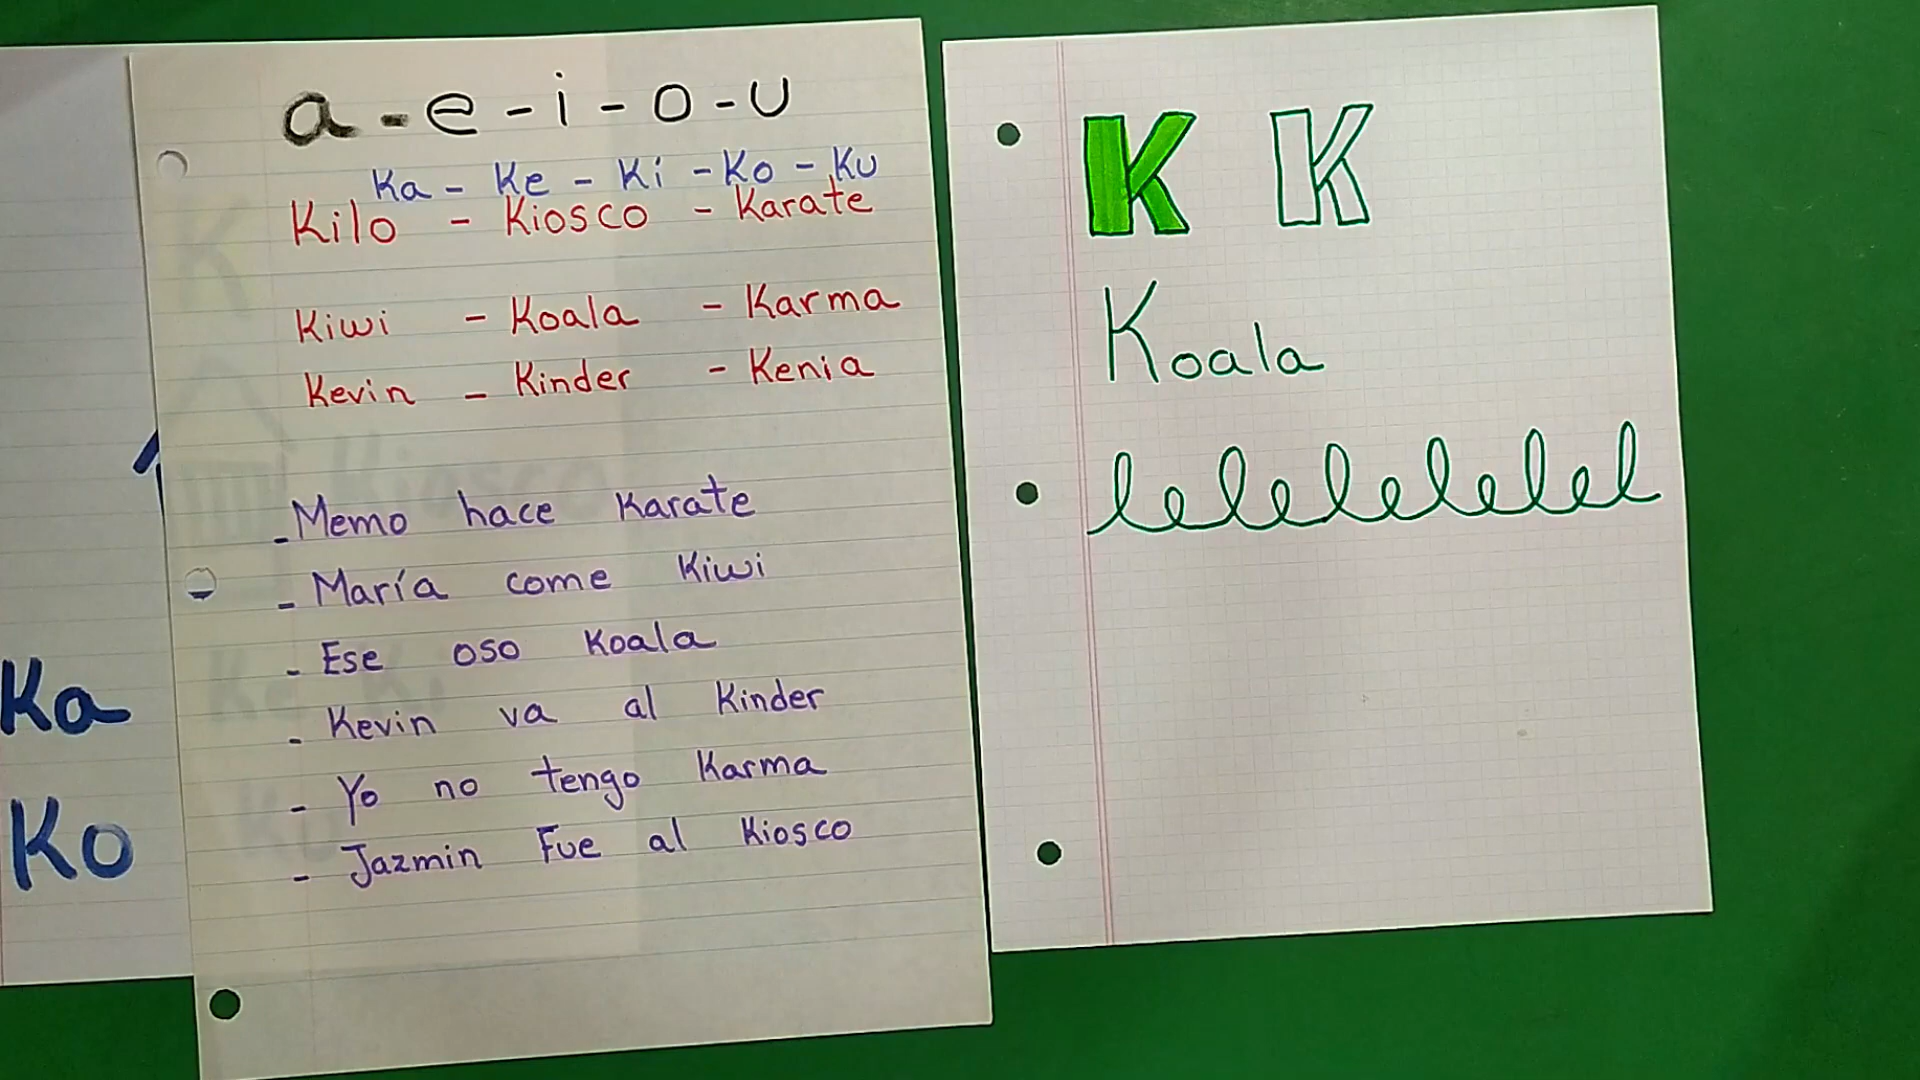 a - e - i - o - u
Ka - Ke - Ki - Ko - Ku
Kilo - Kiosco - Karate
Kiwi - Koala - Karma
Kevin - Kinder - Kenia
- Memo hace Karate
- María come Kiwi
- Ese oso Koala
- Kevin va al Kinder
- Yo no tengo Karma
- Jazmin Fue al Kiosco
Ka
Ko
K K
Koala
lelelelelel